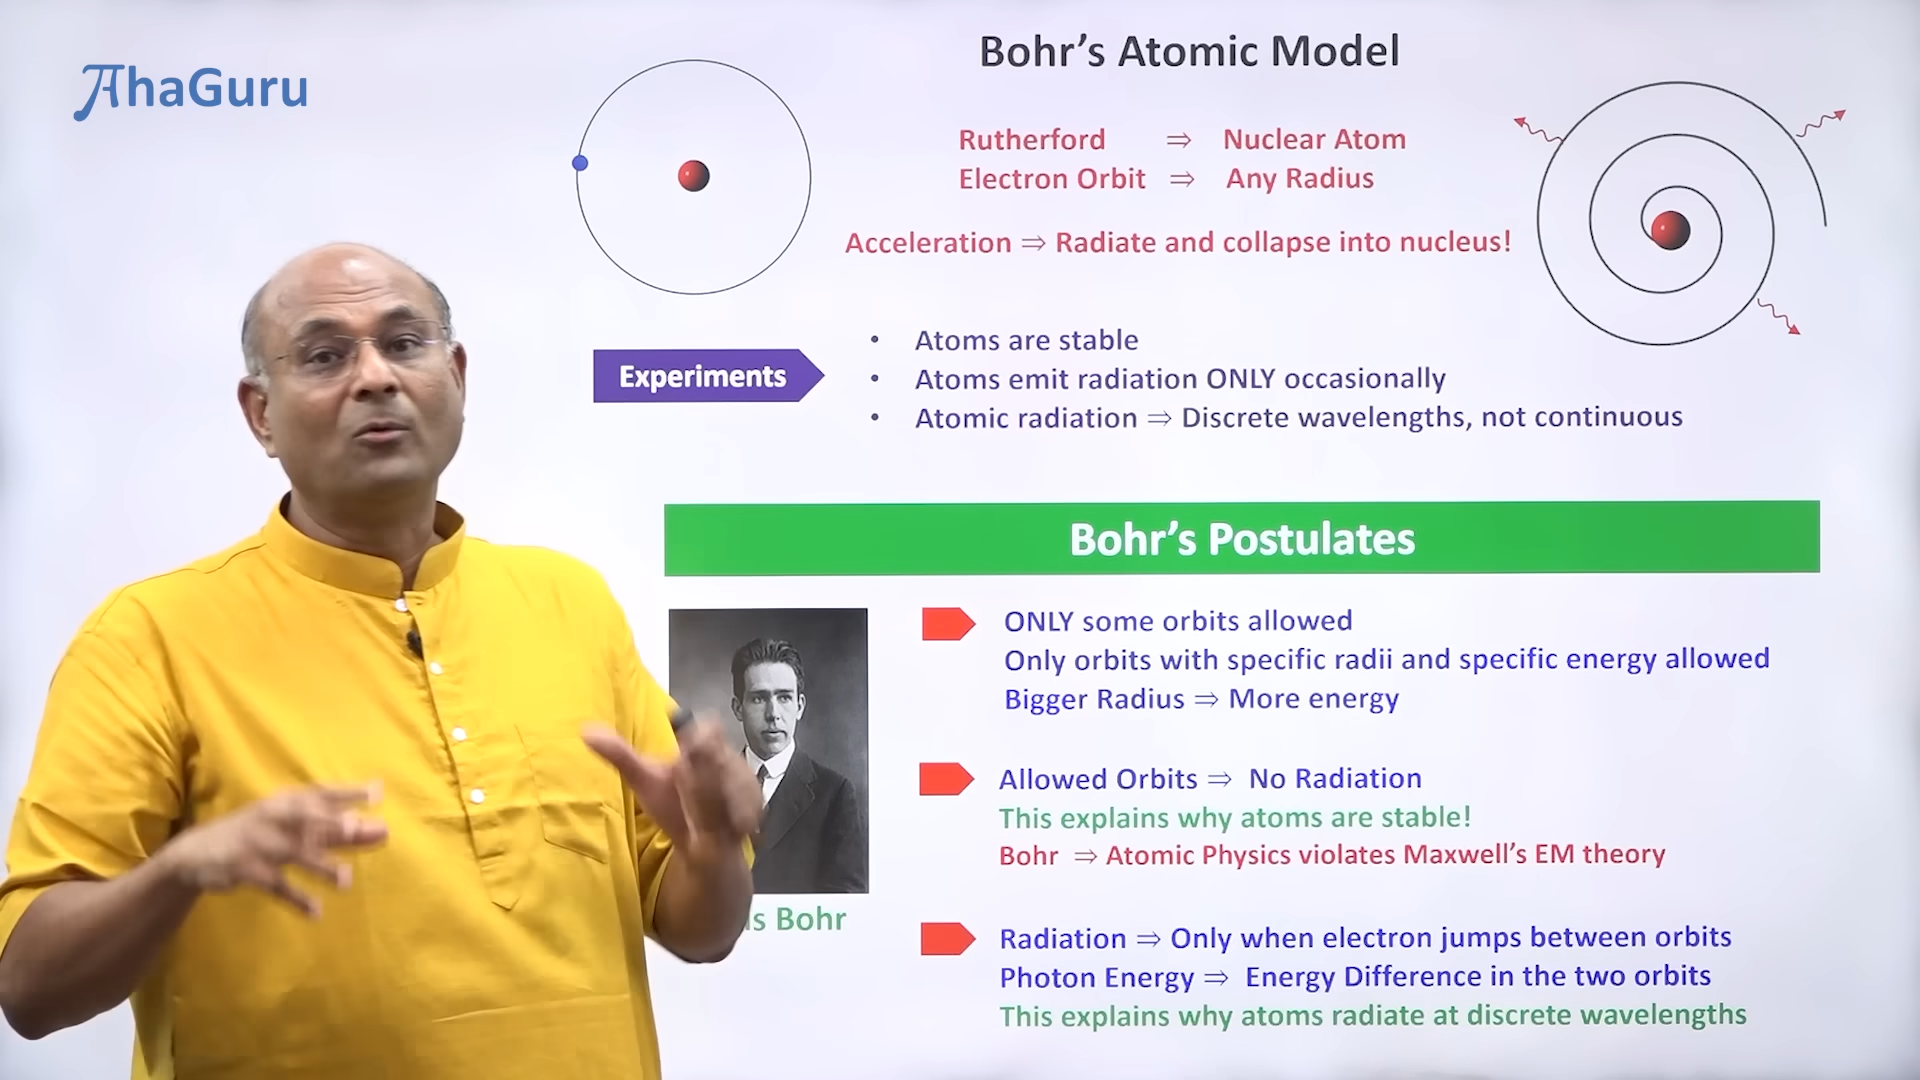 AhaGuru
Bohr’s Atomic Model
Rutherford ⇒ Nuclear Atom
Electron Orbit ⇒ Any Radius
Acceleration ⇒ Radiate and collapse into nucleus!
Experiments
• Atoms are stable
• Atoms emit radiation ONLY occasionally
• Atomic radiation ⇒ Discrete wavelengths, not continuous
Bohr’s Postulates
ONLY some orbits allowed
Only orbits with specific radii and specific energy allowed
Bigger Radius ⇒ More energy
Allowed Orbits ⇒ No Radiation
This explains why atoms are stable!
Bohr ⇒ Atomic Physics violates Maxwell’s EM theory
Bohr
Radiation ⇒ Only when electron jumps between orbits
Photon Energy ⇒ Energy Difference in the two orbits
This explains why atoms radiate at discrete wavelengths